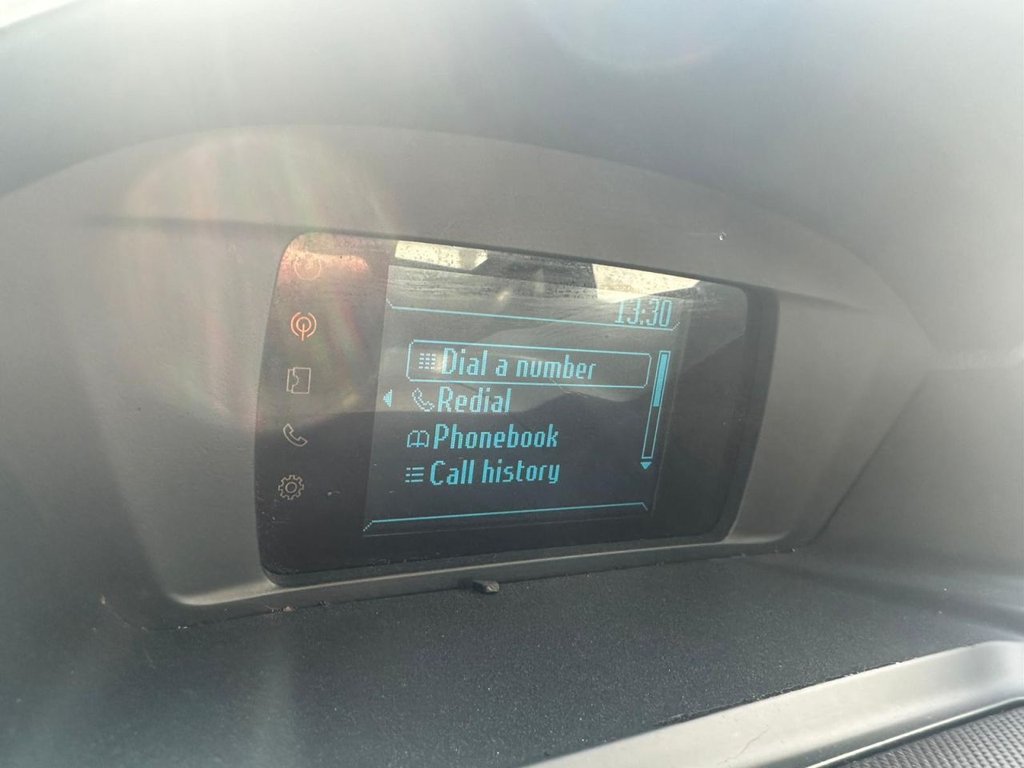 13:30
Dial a number
Redial
Phonebook
Call history